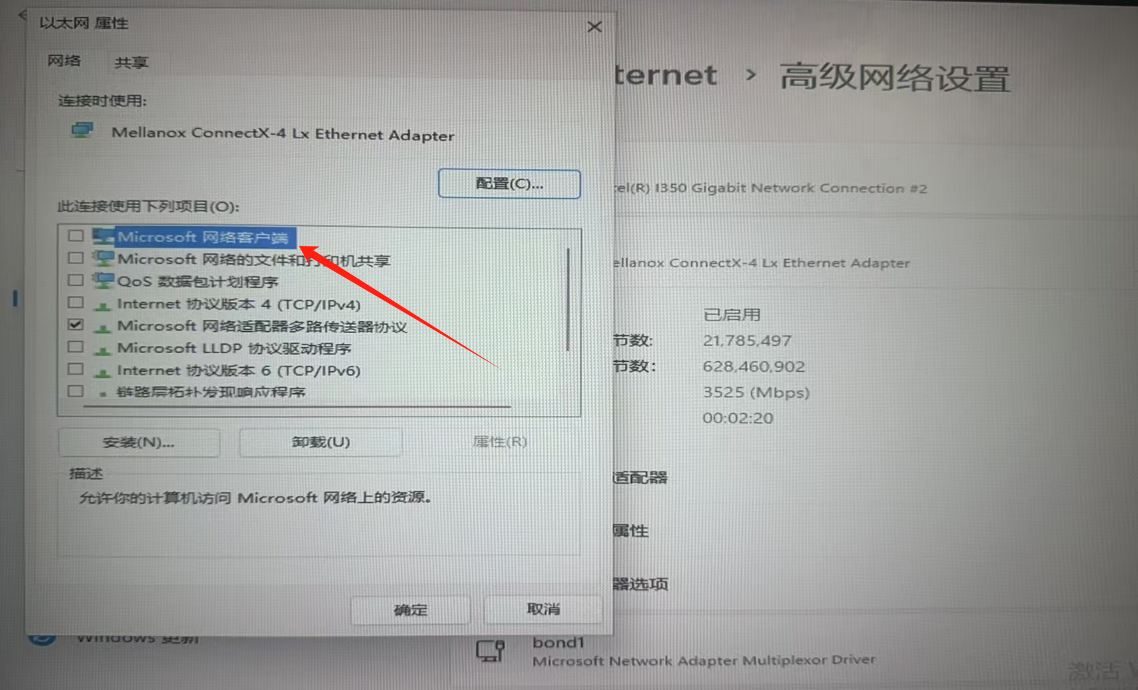 以太网 属性
网络
共享
连接时使用:
Mellanox ConnectX-4 Lx Ethernet Adapter
配置(C)...
此连接使用下列项目(O):
Microsoft 网络客户端
Microsoft 网络的文件和打印机共享
QoS 数据包计划程序
Internet 协议版本 4 (TCP/IPv4)
Microsoft 网络适配器多路传送器协议
Microsoft LLDP 协议驱动程序
Internet 协议版本 6 (TCP/IPv6)
链路层拓扑发现响应程序
安装(N)...
卸载(U)
属性(R)
描述
允许你的计算机访问 Microsoft 网络上的资源。
确定
取消
Windows 更新
ternet › 高级网络设置
el(R) I350 Gigabit Network Connection #2
ellanox ConnectX-4 Lx Ethernet Adapter
已启用
节数: 21,785,497
节数: 628,460,902
3525 (Mbps)
00:02:20
适配器
属性
器选项
bond1
Microsoft Network Adapter Multiplexor Driver
激活